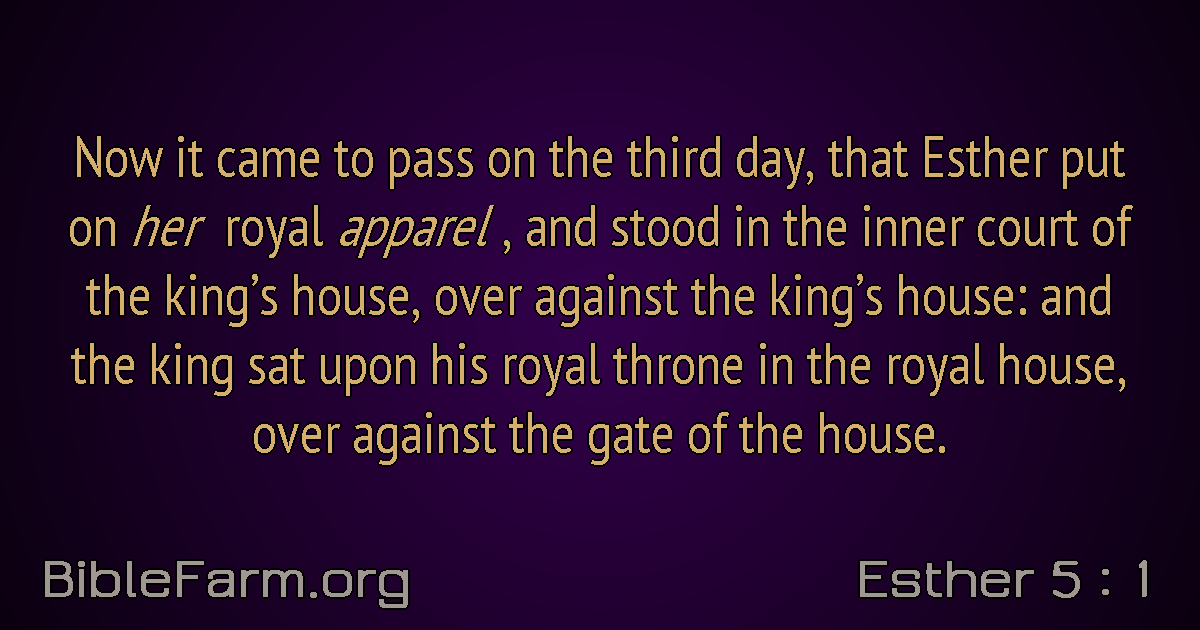 Now it came to pass on the third day, that Esther put
on her royal apparel , and stood in the inner court of
the king’s house, over against the king’s house: and
the king sat upon his royal throne in the royal house,
over against the gate of the house.
BibleFarm.org
Esther 5 : 1